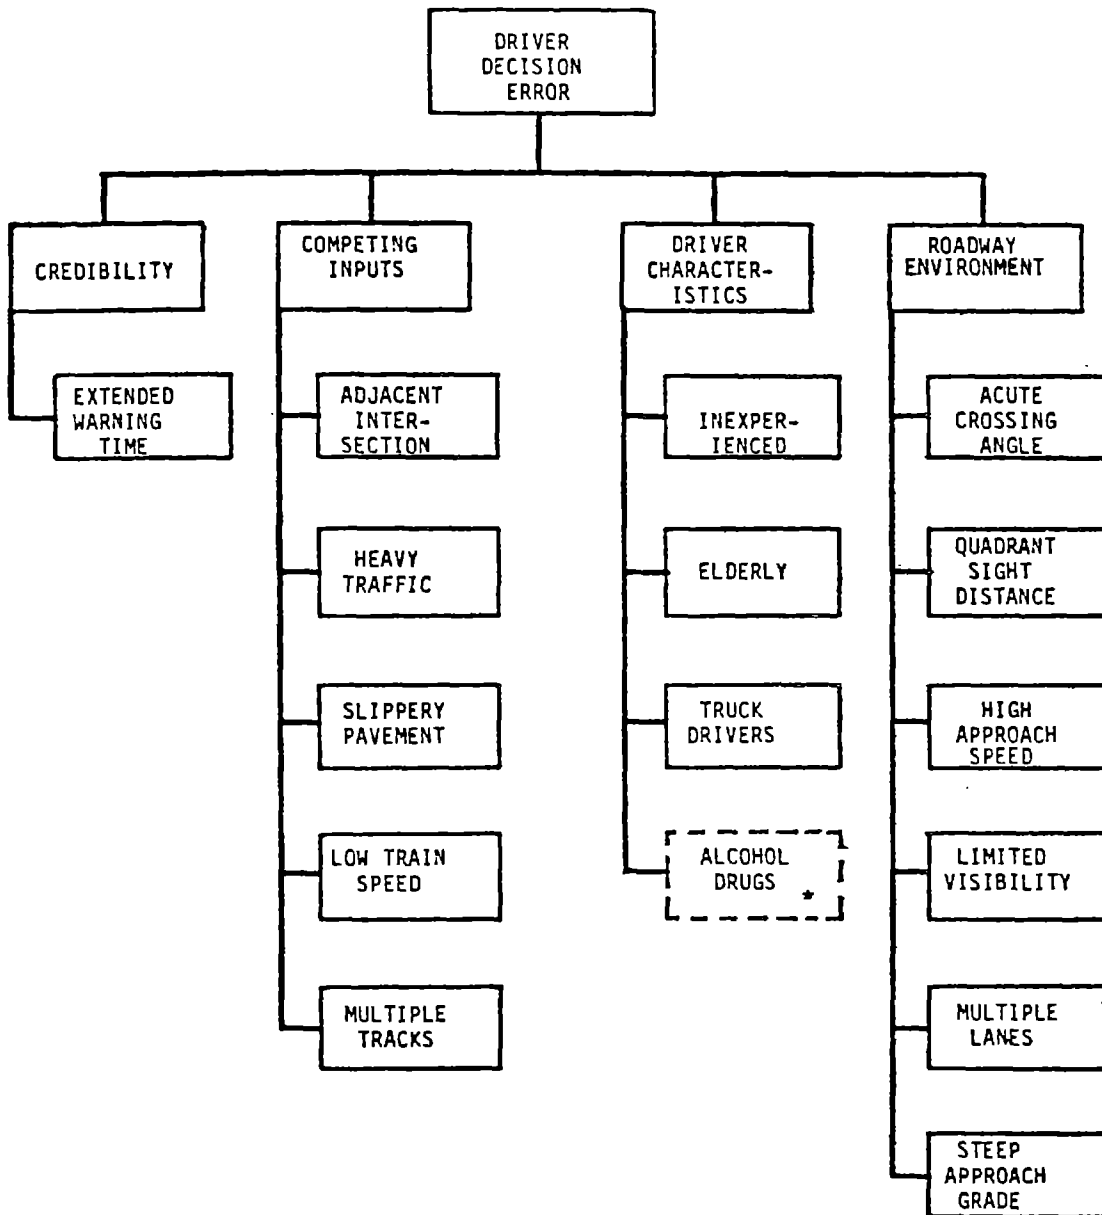 DRIVER
DECISION
ERROR
CREDIBILITY
EXTENDED
WARNING
TIME
COMPETING
INPUTS
ADJACENT
INTER-
SECTION
HEAVY
TRAFFIC
SLIPPERY
PAVEMENT
LOW TRAIN
SPEED
MULTIPLE
TRACKS
DRIVER
CHARACTER-
ISTICS
INEXPER-
IENCED
ELDERLY
TRUCK
DRIVERS
ALCOHOL
DRUGS *
ROADWAY
ENVIRONMENT
ACUTE
CROSSING
ANGLE
QUADRANT
SIGHT
DISTANCE
HIGH
APPROACH
SPEED
LIMITED
VISIBILITY
MULTIPLE
LANES
STEEP
APPROACH
GRADE